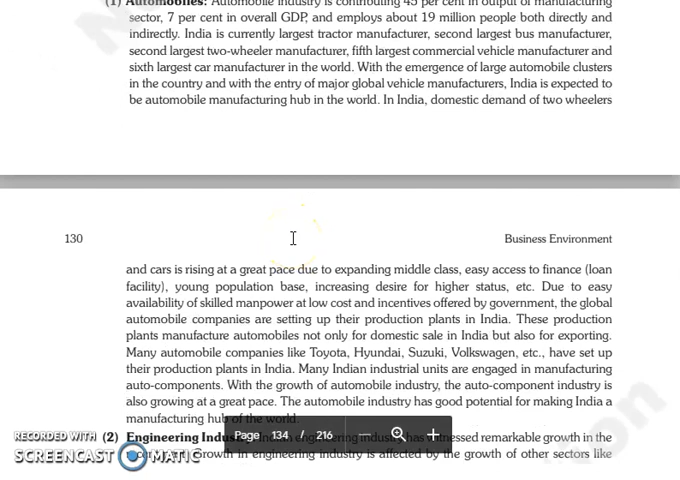 (1) Automobiles: Automobile industry is contributing 45 per cent in output of manufacturing
sector, 7 per cent in overall GDP, and employs about 19 million people both directly and
indirectly. India is currently largest tractor manufacturer, second largest bus manufacturer,
second largest two-wheeler manufacturer, fifth largest commercial vehicle manufacturer and
sixth largest car manufacturer in the world. With the emergence of large automobile clusters
in the country and with the entry of major global vehicle manufacturers, India is expected to
be automobile manufacturing hub in the world. In India, domestic demand of two wheelers
130 Business Environment
and cars is rising at a great pace due to expanding middle class, easy access to finance (loan
facility), young population base, increasing desire for higher status, etc. Due to easy
availability of skilled manpower at low cost and incentives offered by government, the global
automobile companies are setting up their production plants in India. These production
plants manufacture automobiles not only for domestic sale in India but also for exporting.
Many automobile companies like Toyota, Hyundai, Suzuki, Volkswagen, etc., have set up
their production plants in India. Many Indian industrial units are engaged in manufacturing
auto-components. With the growth of automobile industry, the auto-component industry is
also growing at a great pace. The automobile industry has good potential for making India a
manufacturing hub of the world.
(2) Engineering Indus engineering industry has witnessed remarkable growth in the
Growth in engineering industry is affected by the growth of other sectors like
Page 134 / 216
RECORDED WITH
SCREENCAST MATIC